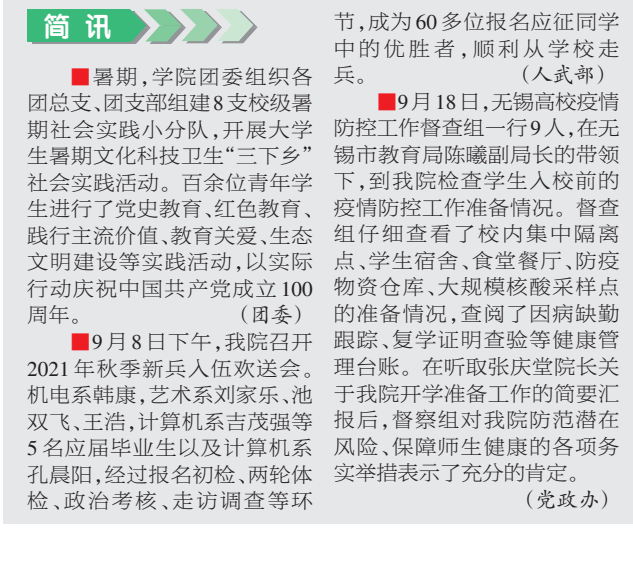 简 讯
■暑期,学院团委组织各
团总支、团支部组建8支校级暑
期社会实践小分队,开展大学
生暑期文化科技卫生“三下乡”
社会实践活动。百余位青年学
生进行了党史教育、红色教育、
践行主流价值、教育关爱、生态
文明建设等实践活动,以实际
行动庆祝中国共产党成立100
周年。 (团委)
■9月8日下午,我院召开
2021年秋季新兵入伍欢送会。
机电系韩康,艺术系刘家乐、池
双飞、王浩,计算机系吉茂强等
5名应届毕业生以及计算机系
孔晨阳,经过报名初检、两轮体
检、政治考核、走访调查等环
节,成为60多位报名应征同学
中的优胜者,顺利从学校走
兵。 (人武部)
■9月18日,无锡高校疫情
防控工作督查组一行9人,在无
锡市教育局陈曦副局长的带领
下,到我院检查学生入校前的
疫情防控工作准备情况。督查
组仔细查看了校内集中隔离
点、学生宿舍、食堂餐厅、防疫
物资仓库、大规模核酸采样点
的准备情况,查阅了因病缺勤
跟踪、复学证明查验等健康管
理台账。在听取张庆堂院长关
于我院开学准备工作的简要汇
报后,督察组对我院防范潜在
风险、保障师生健康的各项务
实举措表示了充分的肯定。
(党政办)